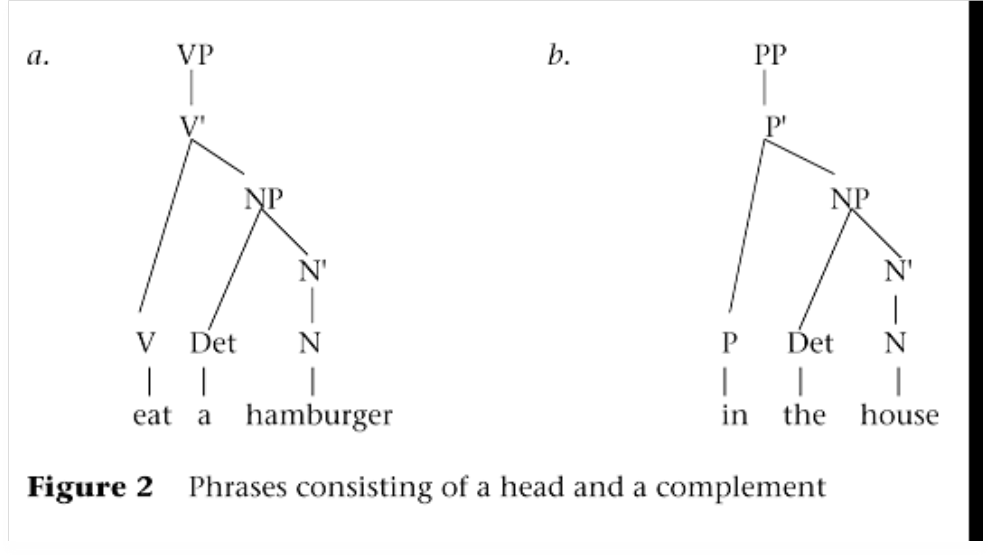 a. VP b. PP
V' P'
NP NP
N' N'
V Det N P Det N
eat a hamburger in the house
Figure 2 Phrases consisting of a head and a complement